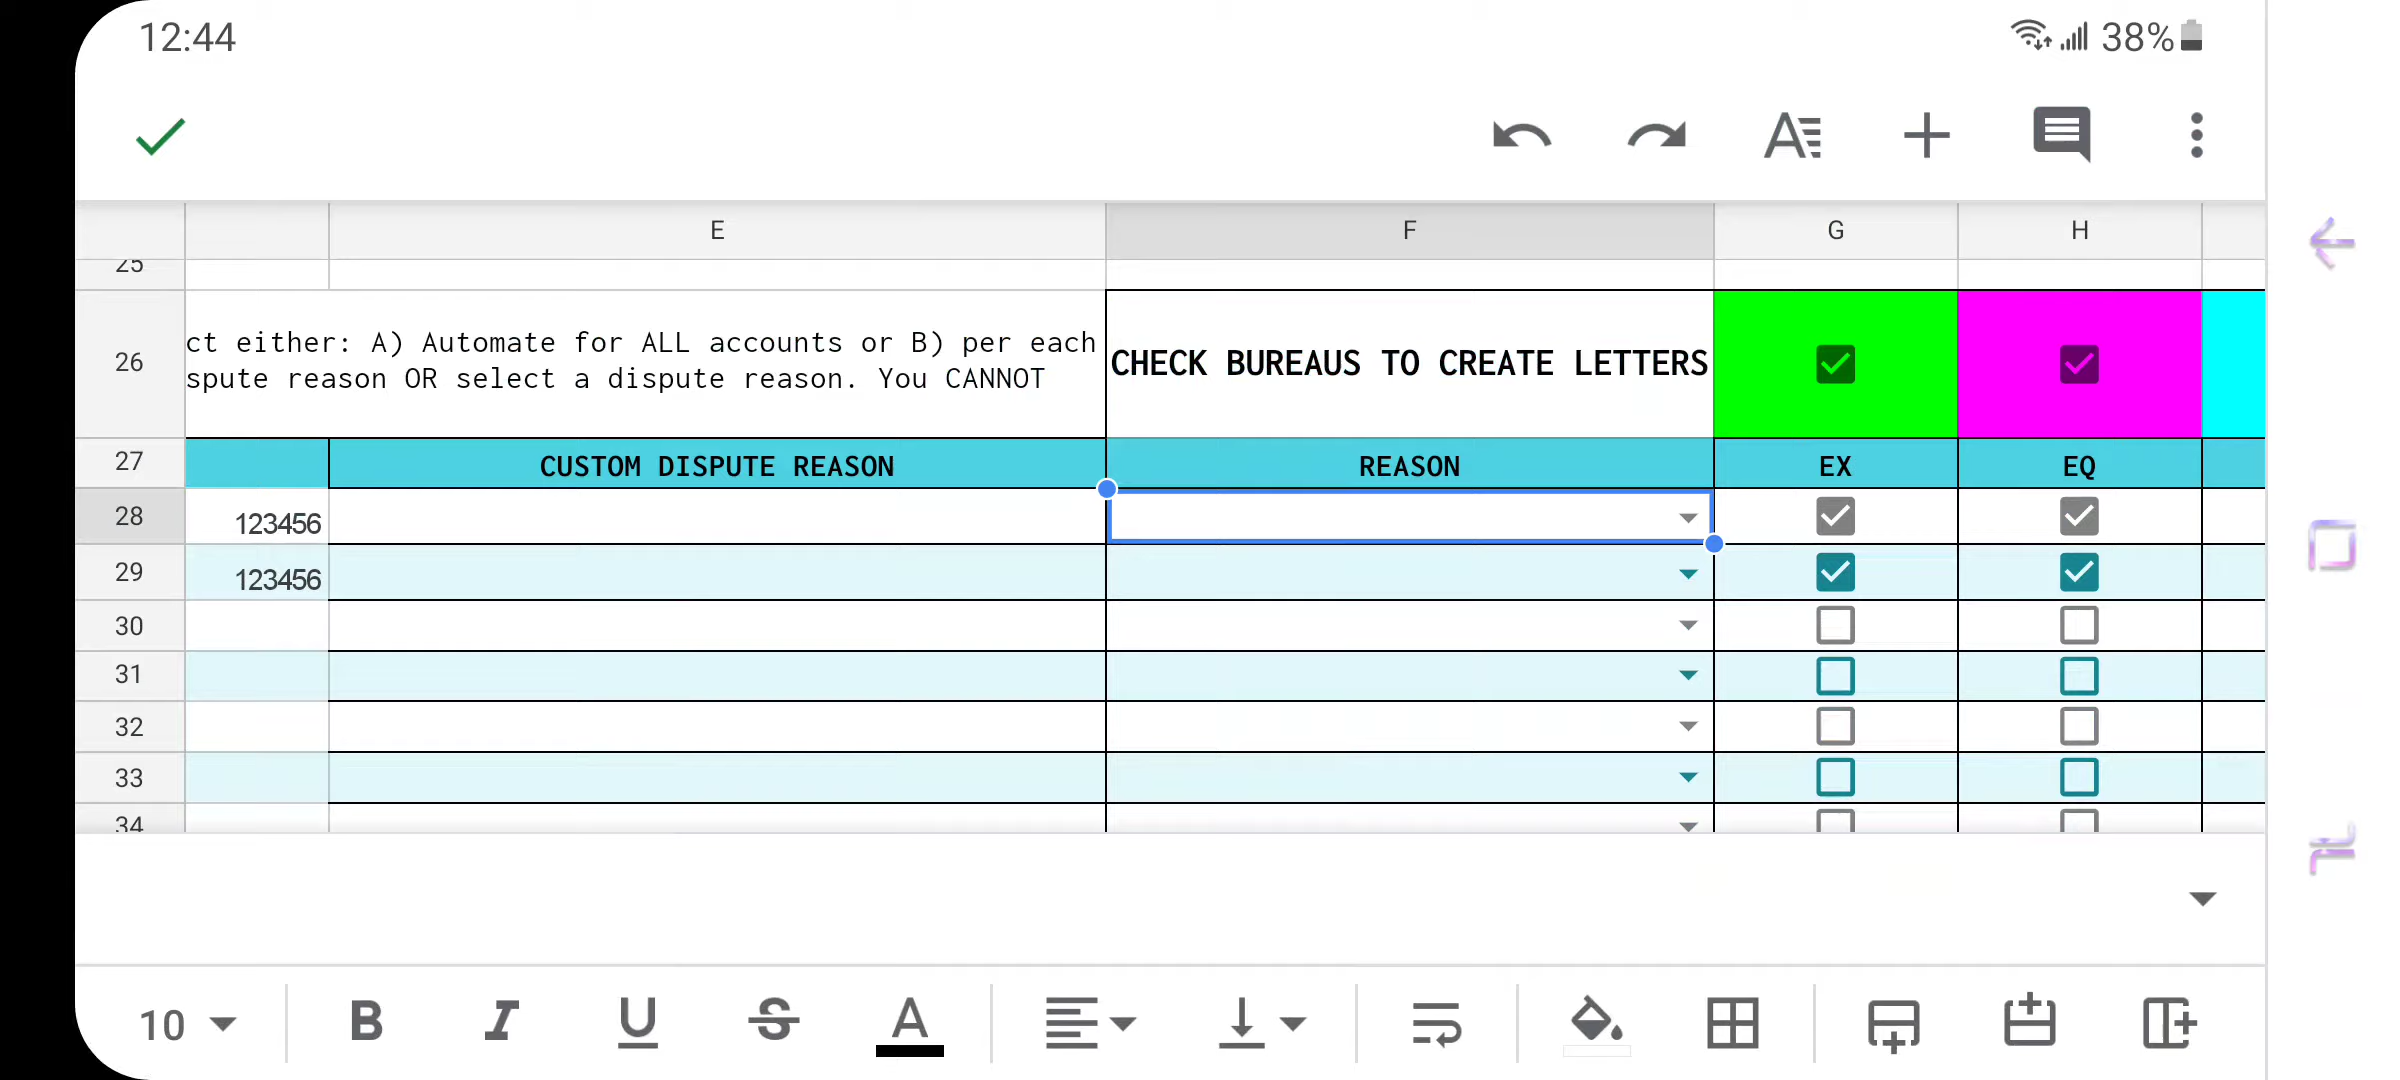 12:44
38%
E F G H
25
26 ct either: A) Automate for ALL accounts or B) per each
spute reason OR select a dispute reason. You CANNOT
CHECK BUREAUS TO CREATE LETTERS
27 CUSTOM DISPUTE REASON REASON EX EQ
28 123456
29 123456
30
31
32
33
34
10 B I U S A